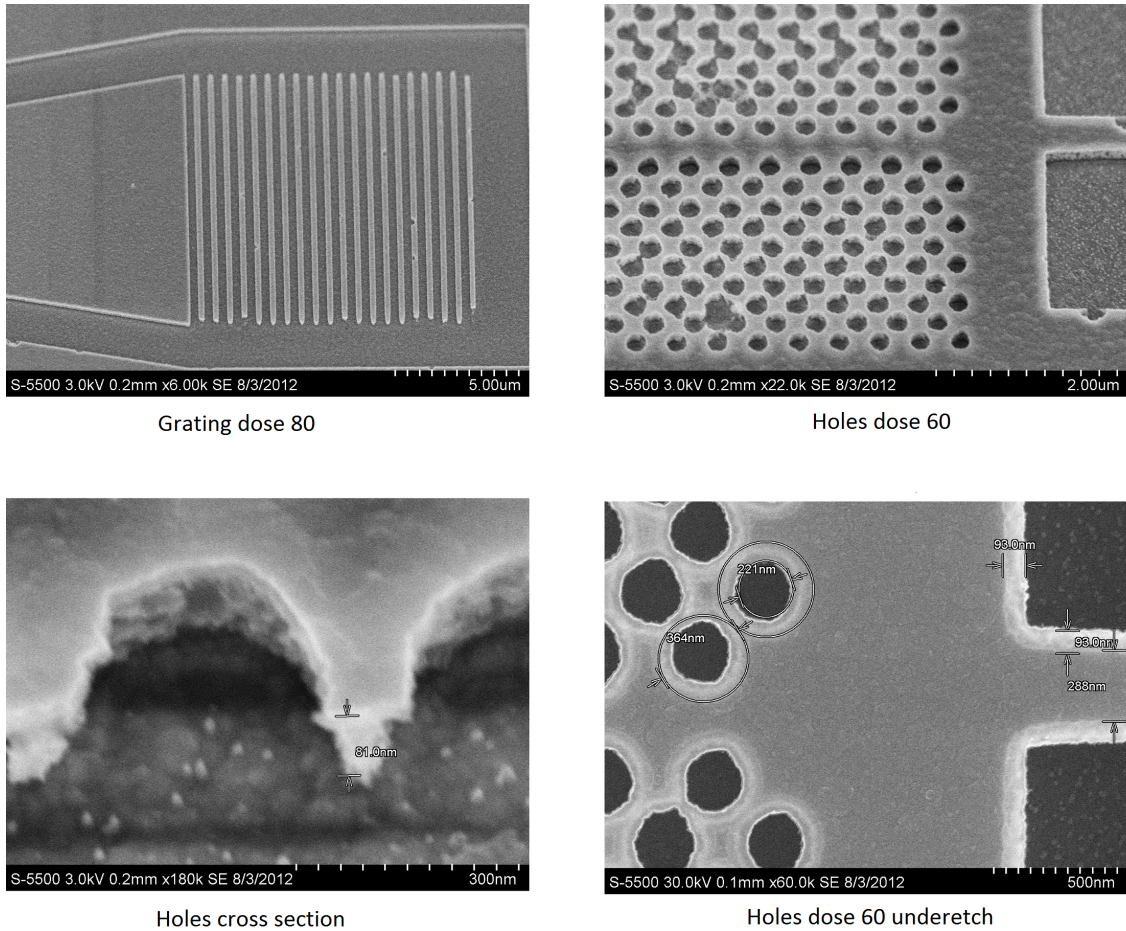 S-5500 3.0kV 0.2mm x6.00k SE 8/3/2012 5.00um
Grating dose 80
S-5500 3.0kV 0.2mm x22.0k SE 8/3/2012 2.00um
Holes dose 60
81.0nm
S-5500 3.0kV 0.2mm x180k SE 8/3/2012 300nm
Holes cross section
93.0nm
221nm
364nm
93.0nm
288nm
S-5500 30.0kV 0.1mm x60.0k SE 8/3/2012 500nm
Holes dose 60 underetch